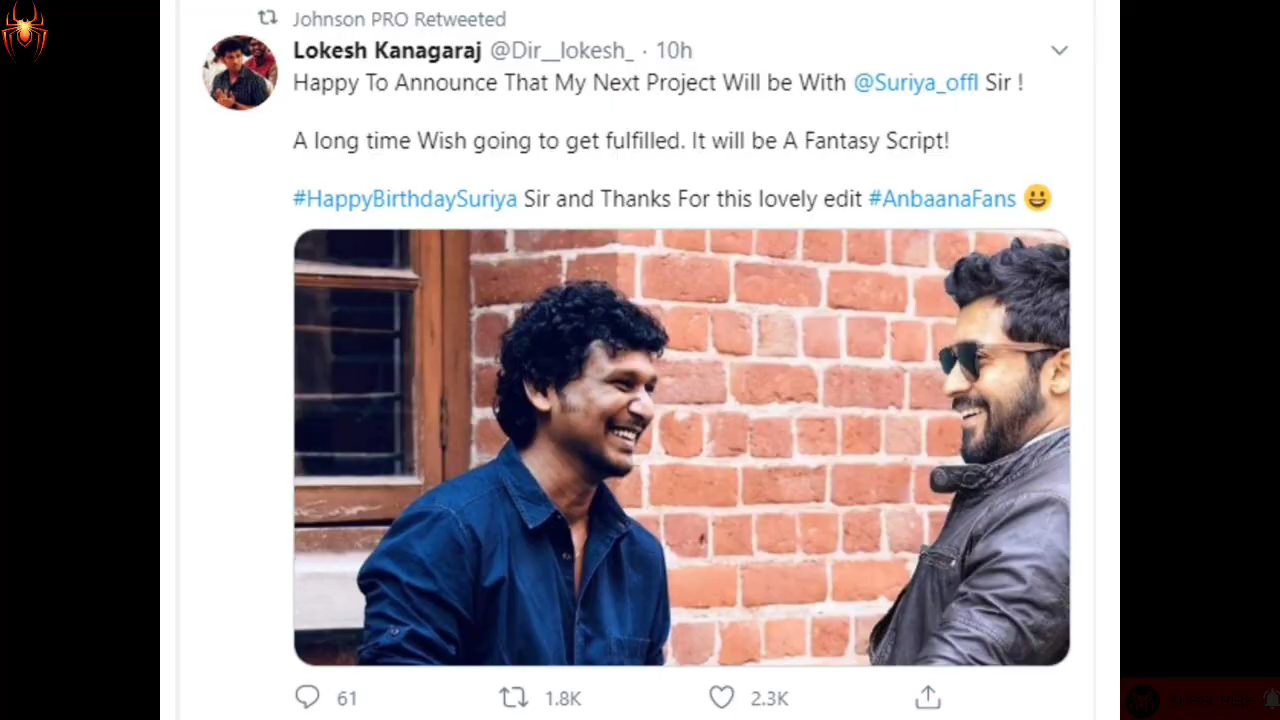 Johnson PRO Retweeted
Lokesh Kanagaraj @Dir__lokesh_ · 10h
Happy To Announce That My Next Project Will be With @Suriya_offl Sir !
A long time Wish going to get fulfilled. It will be A Fantasy Script!
#HappyBirthdaySuriya Sir and Thanks For this lovely edit #AnbaanaFans 😀
61 1.8K 2.3K